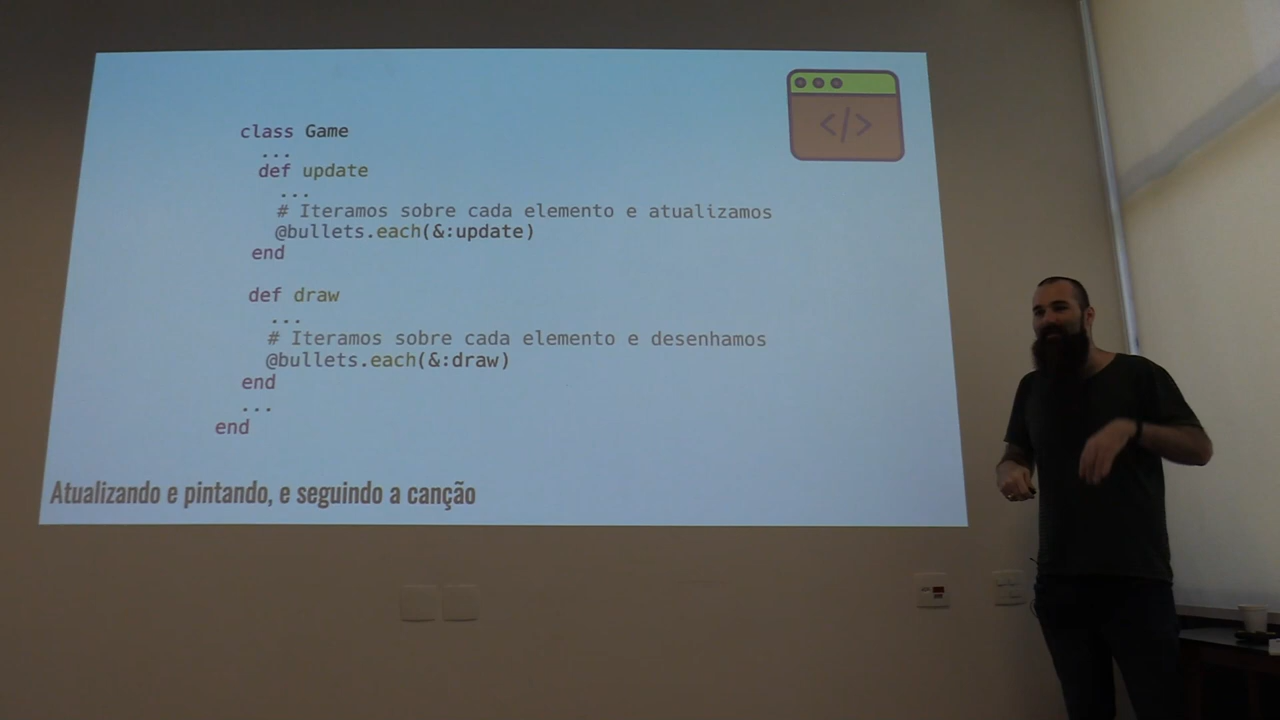 </>
class Game
...
def update
...
# Iteramos sobre cada elemento e atualizamos
@bullets.each(&:update)
end
def draw
...
# Iteramos sobre cada elemento e desenhamos
@bullets.each(&:draw)
end
...
end
Atualizando e pintando, e seguindo a canção